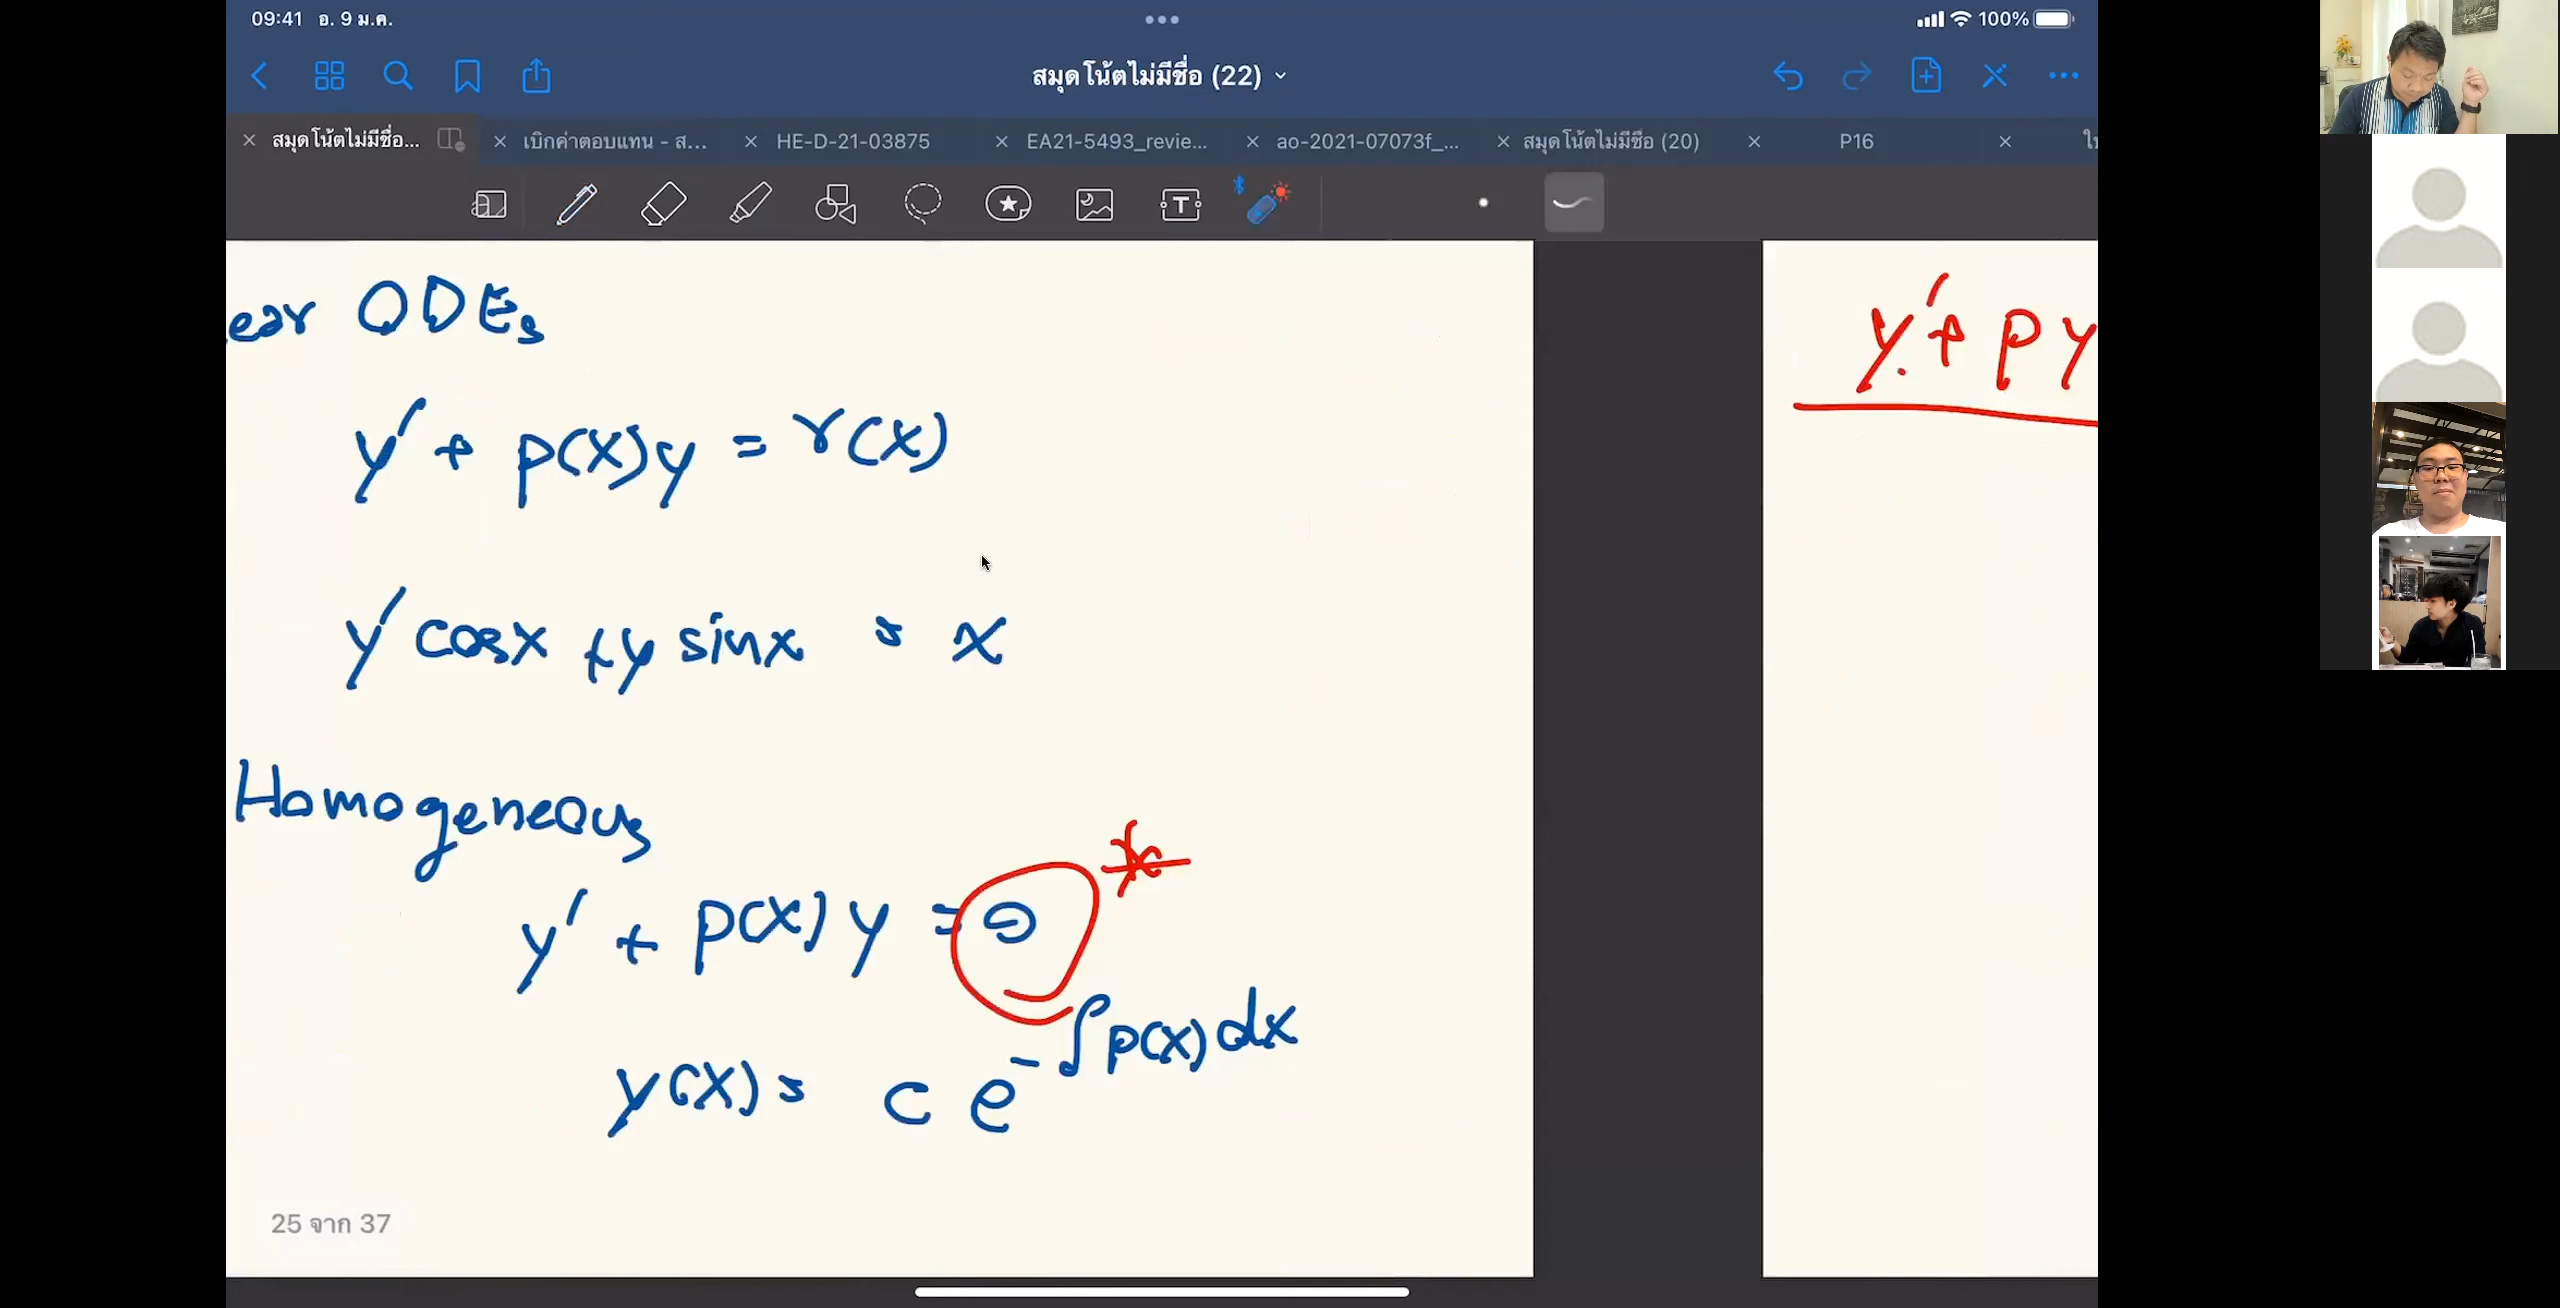 09:41 อ. 9 ม.ค.
100%
สมุดโน้ตไม่มีชื่อ (22)
สมุดโน้ตไม่มีชื่อ...
เบิกค่าตอบแทน - ส...
HE-D-21-03875
EA21-5493_revie...
ao-2021-07073f_...
สมุดโน้ตไม่มีชื่อ (20)
P16
ear ODEs
y' + p(x)y = r(x)
y' cosx + y sinx = x
Homogeneous
y' + p(x) y = 0
y(x) = c e^{-∫p(x)dx}
25 จาก 37
y' + py